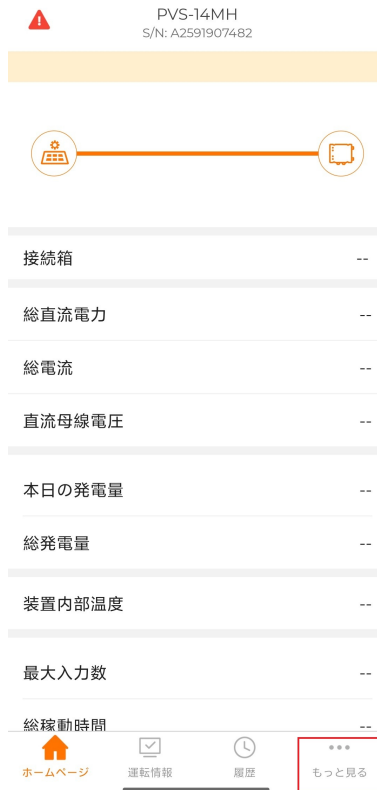 PVS-14MH
S/N: A2591907482
接続箱 --
総直流電力 --
総電流 --
直流母線電圧 --
本日の発電量 --
総発電量 --
装置内部温度 --
最大入力数 --
総稼動時間 --
ホームページ 運転情報 履歴 もっと見る